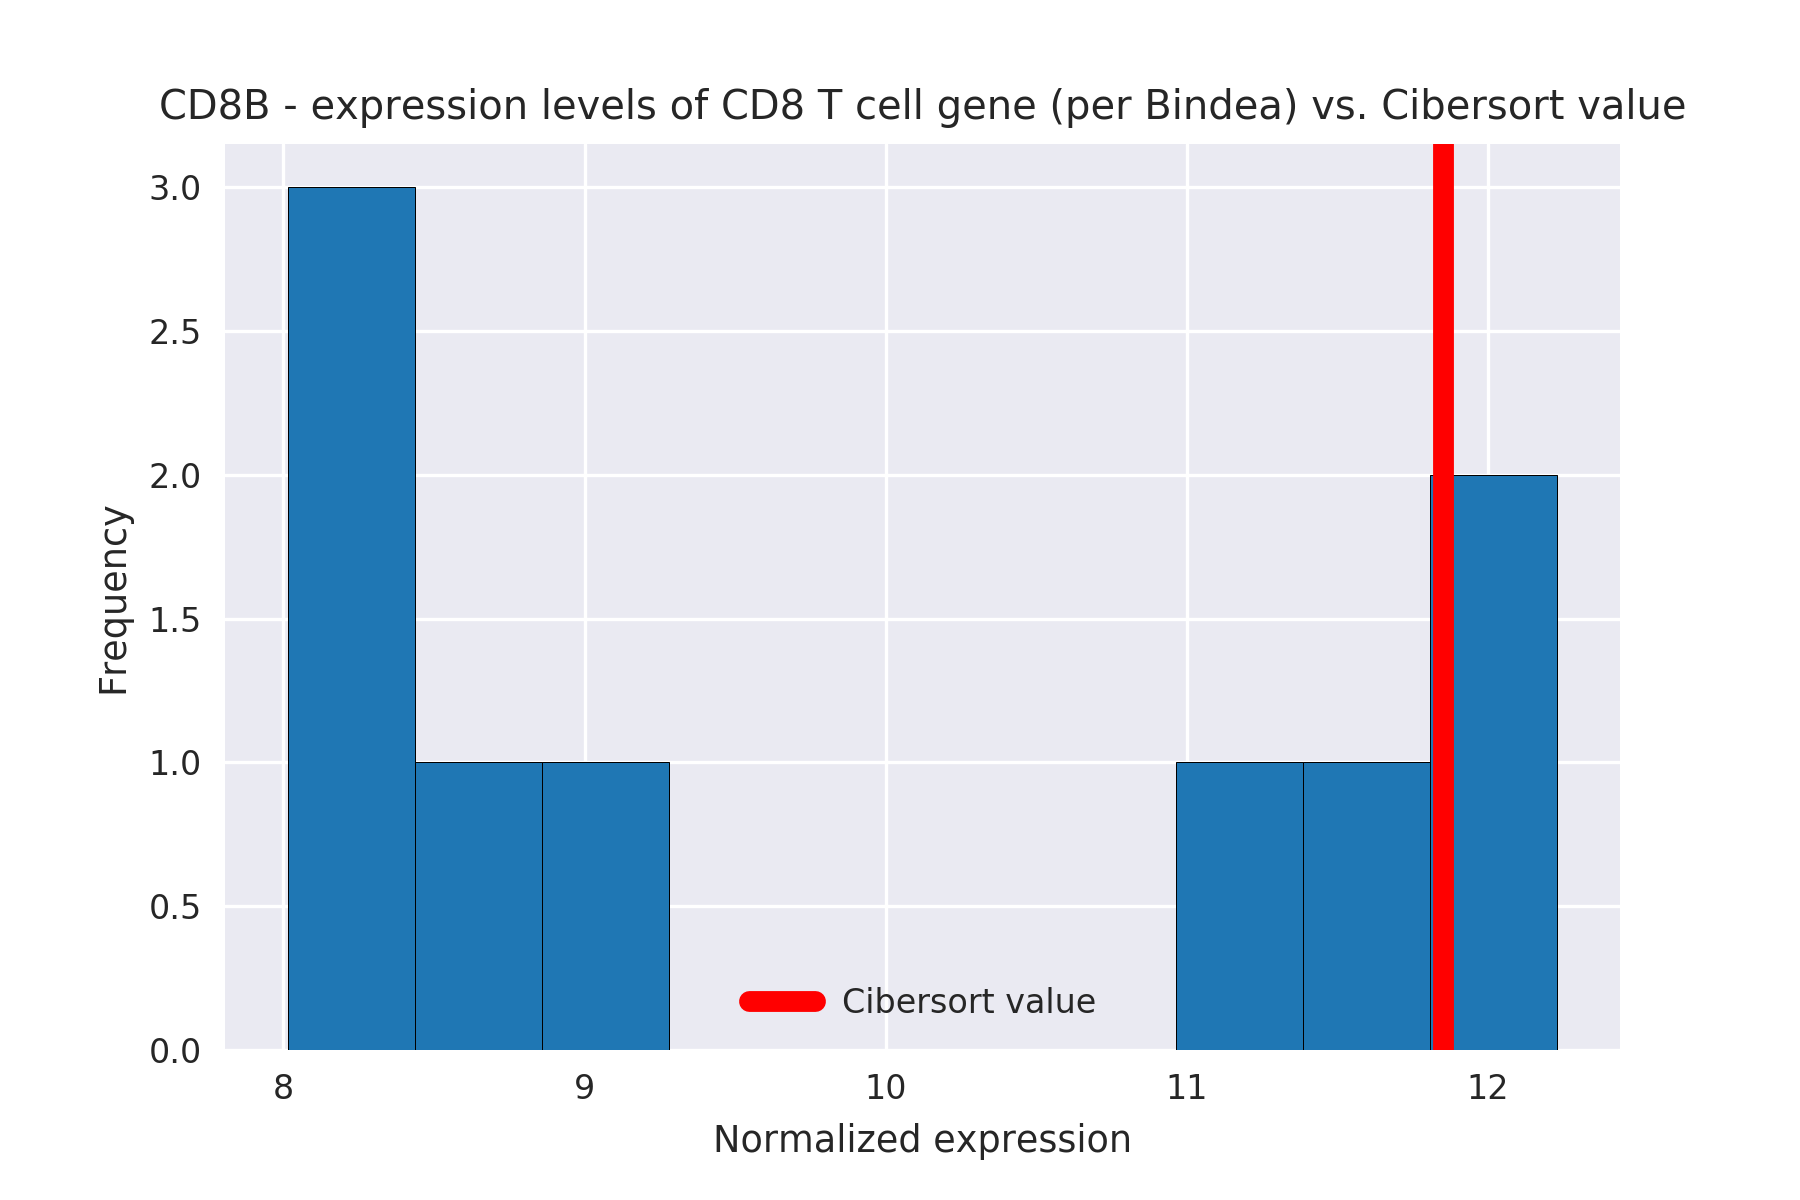 CD8B - expression levels of CD8 T cell gene (per Bindea) vs. Cibersort value
3.0
2.5
2.0
1.5
1.0
0.5
0.0
Frequency
Cibersort value
8 9 10 11 12
Normalized expression